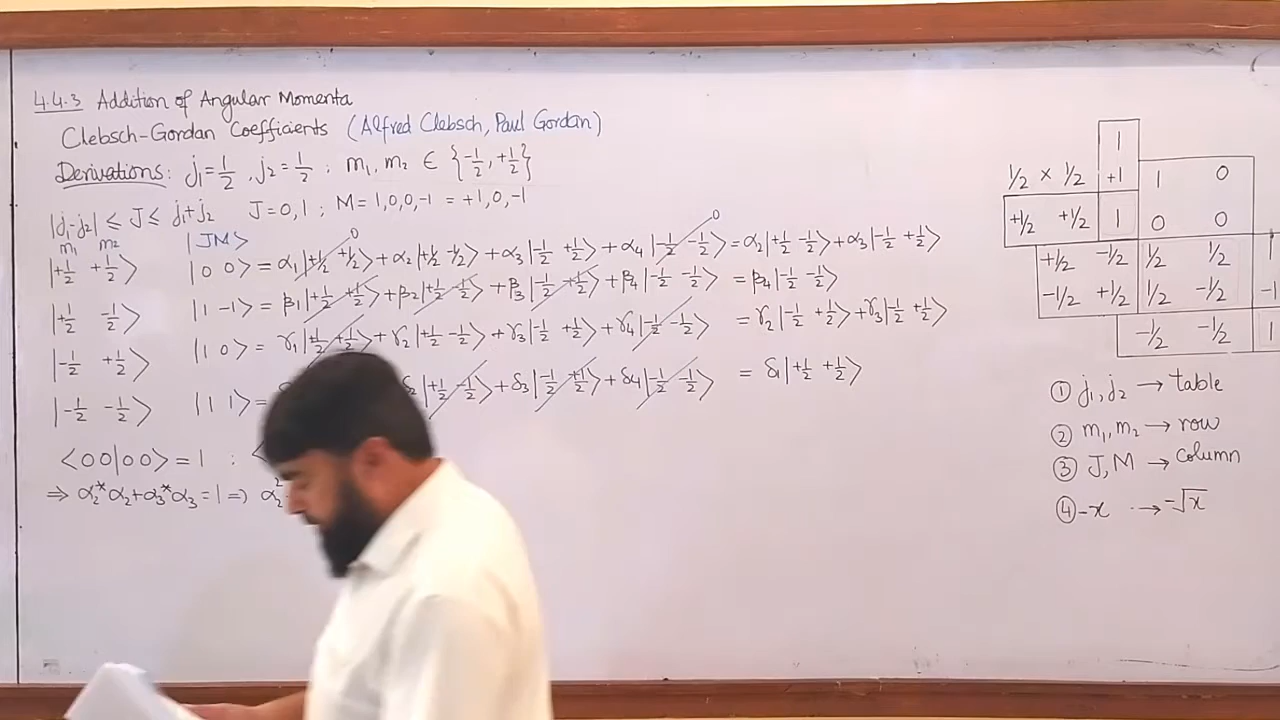 4.4.3 Addition of Angular Momenta
Clebsch-Gordan Coefficients (Alfred Clebsch, Paul Gordan)
Derivations: j₁=1/2, j₂=1/2 ; m₁, m₂ ∈ {-1/2, +1/2}
|j₁-j₂| ≤ J ≤ j₁+j₂ J=0,1 ; M=1,0,0,-1 = +1,0,-1
m₁ m₂ |JM>
|+1/2 +1/2> |0 0> = α₁|+1/2 +1/2> + α₂|+1/2 -1/2> + α₃|-1/2 +1/2> + α₄|-1/2 -1/2> = α₂|+1/2 -1/2> + α₃|-1/2 +1/2>
0 0
|+1/2 -1/2> |1 -1> = β₁|+1/2 +1/2> + β₂|+1/2 -1/2> + β₃|-1/2 +1/2> + β₄|-1/2 -1/2> = β₄|-1/2 -1/2>
|-1/2 +1/2> |1 0> = γ₁|+1/2 +1/2> + γ₂|+1/2 -1/2> + γ₃|-1/2 +1/2> + γ₄|-1/2 -1/2> = γ₂|-1/2 +1/2> + γ₃|-1/2 +1/2>
|-1/2 -1/2> |1 1> = δ₂|+1/2 -1/2> + δ₃|-1/2 +1/2> + δ₄|-1/2 -1/2> = δ₁|+1/2 +1/2>
<00|00> = 1 :
⇒ α₂*α₂+α₃*α₃=1 ⇒ α₂²
1
1/2 × 1/2 +1 1 0
+1/2 +1/2 1 0 0
+1/2 -1/2 1/2 1/2 1
-1/2 +1/2 1/2 -1/2 -1
-1/2 -1/2 1
① j₁, j₂ → table
② m₁, m₂ → row
③ J, M → column
④ -x → -√x